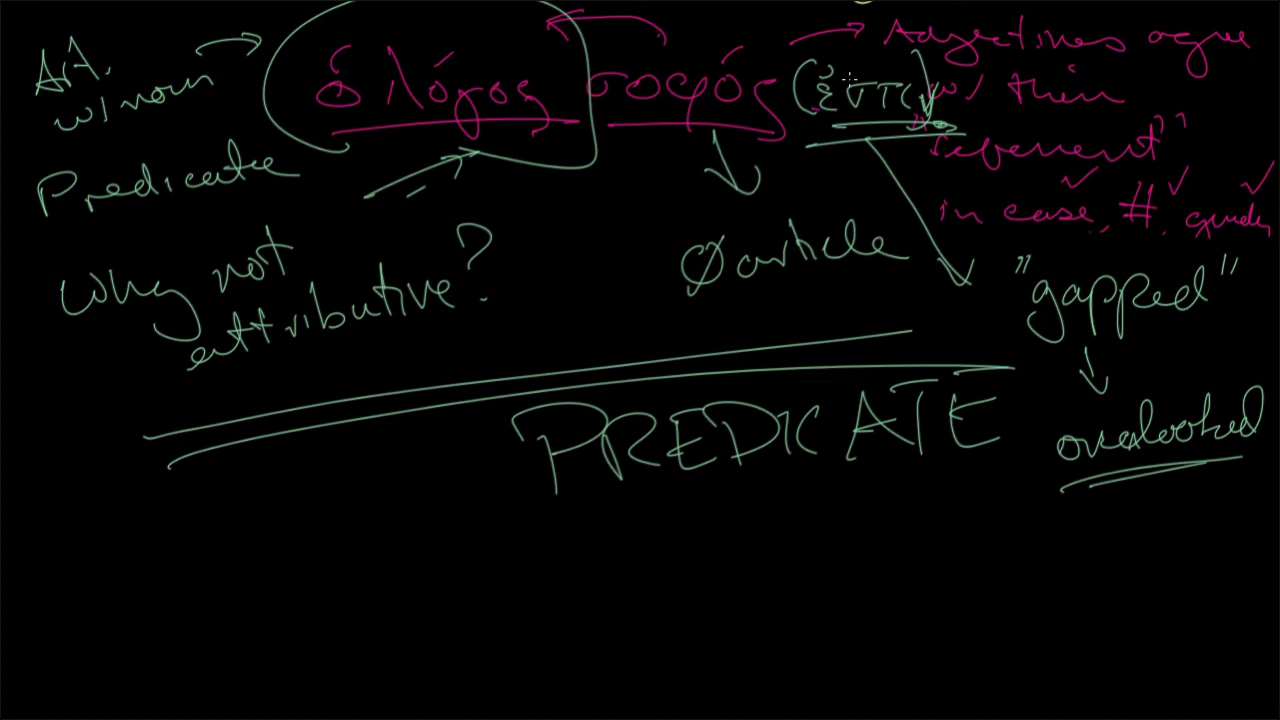 Art.
w/ noun
ὁ λόγος σοφός (ἐστιν)
Adjectives agree
w/ their
"referent"
in case, #, gender
Predicate
Why not
attributive?
Ø article
"gapped"
overlooked
PREDICATE